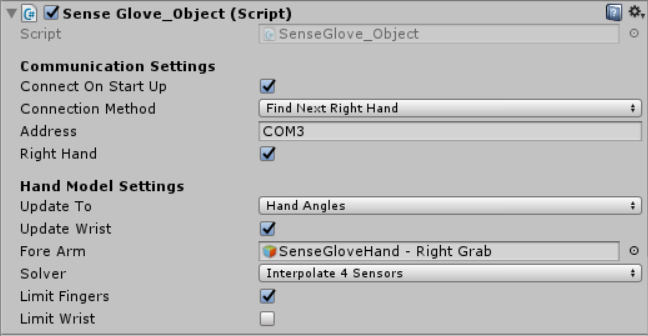 Sense Glove_Object (Script)
Script SenseGlove_Object
Communication Settings
Connect On Start Up
Connection Method Find Next Right Hand
Address COM3
Right Hand
Hand Model Settings
Update To Hand Angles
Update Wrist
Fore Arm SenseGloveHand - Right Grab
Solver Interpolate 4 Sensors
Limit Fingers
Limit Wrist